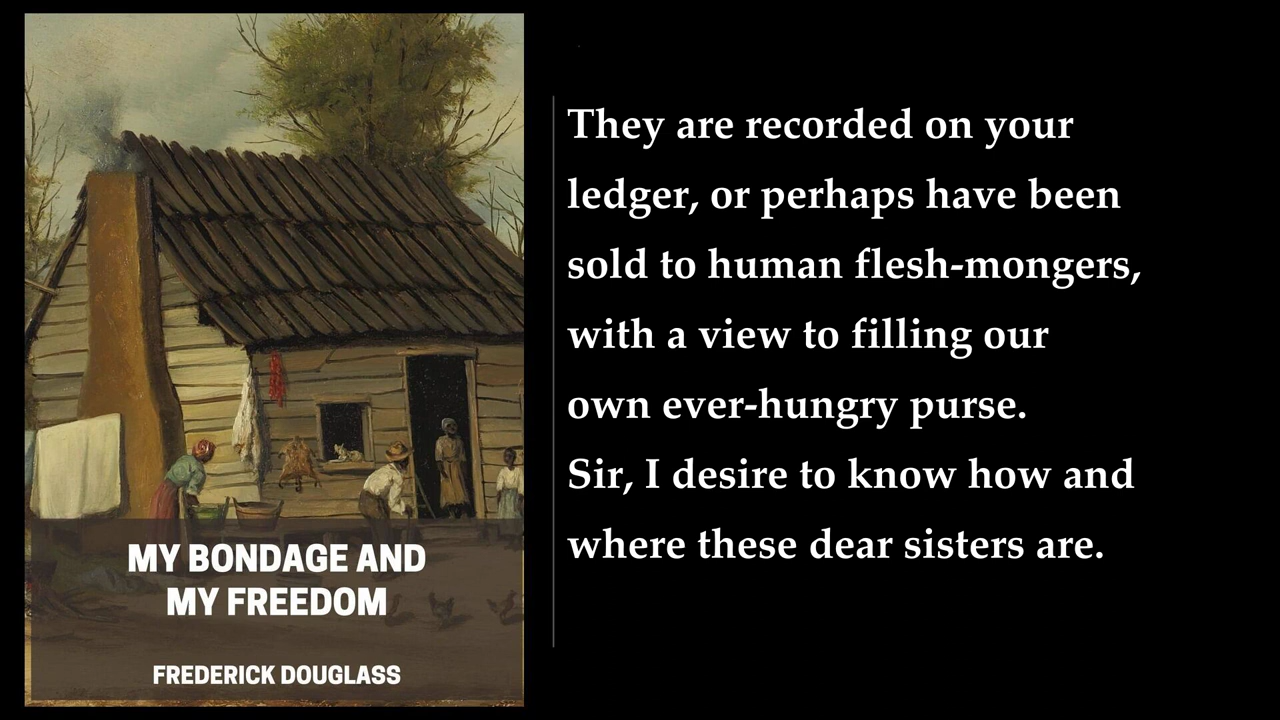 MY BONDAGE AND
MY FREEDOM
FREDERICK DOUGLASS
They are recorded on your
ledger, or perhaps have been
sold to human flesh-mongers,
with a view to filling our
own ever-hungry purse.
Sir, I desire to know how and
where these dear sisters are.